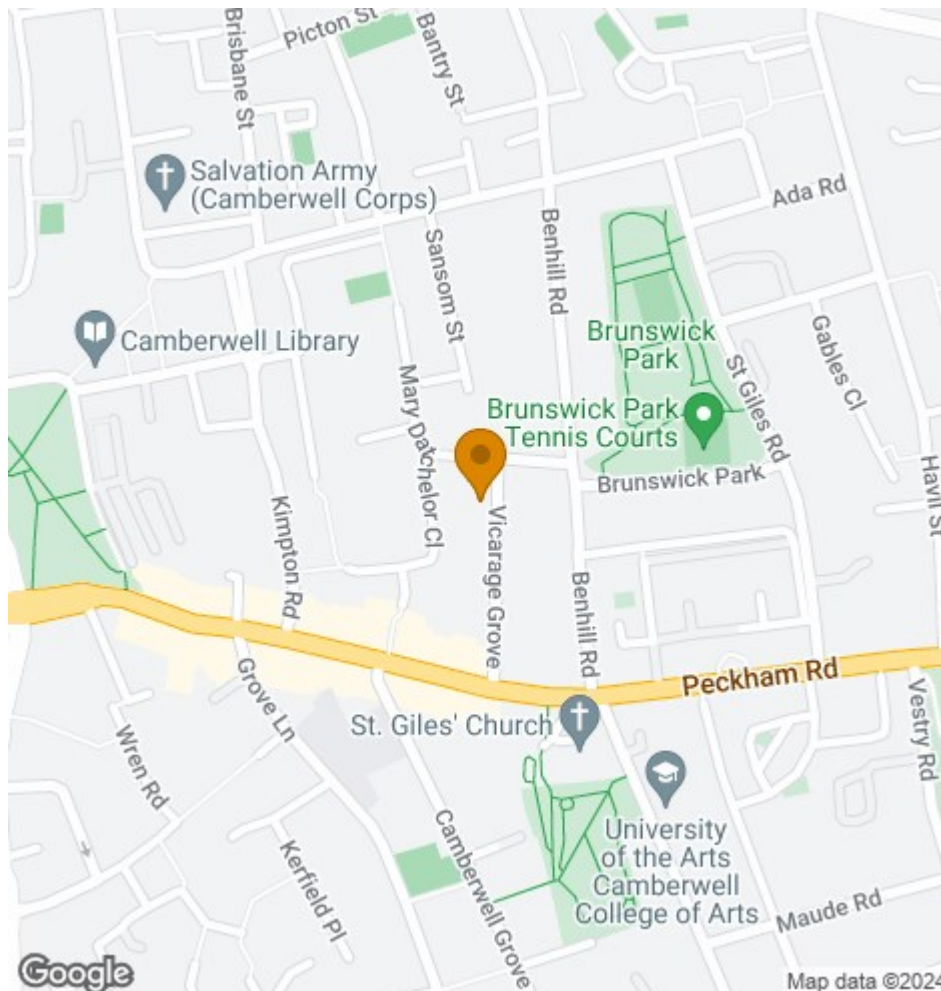 Picton St
Brisbane St
Bantry St
Salvation Army
(Camberwell Corps)
Ada Rd
Sansom St
Benhill Rd
Camberwell Library
Brunswick
Park
Gables Cl
St Giles Rd
Mary Datchelor Cl
Brunswick Park
Tennis Courts
Brunswick Park
Havil St
Kimpton Rd
Vicarage Grove
Benhill Rd
Peckham Rd
Grove Ln
St. Giles' Church
Vestry Rd
Wren Rd
University
of the Arts
Camberwell
College of Arts
Kerfield Pl
Camberwell Grove
Maude Rd
Google
Map data ©2024